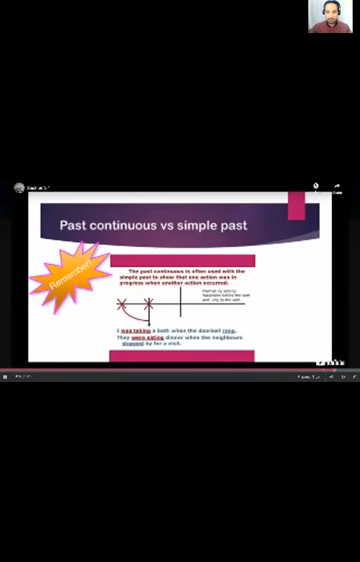 Past continuous vs simple past
Remember!
The past continuous is often used with the
simple past to show that one action was in
progress when another action occurred.
I was taking a bath when the doorbell rang.
They were eating dinner when the neighbours
stopped by for a visit.